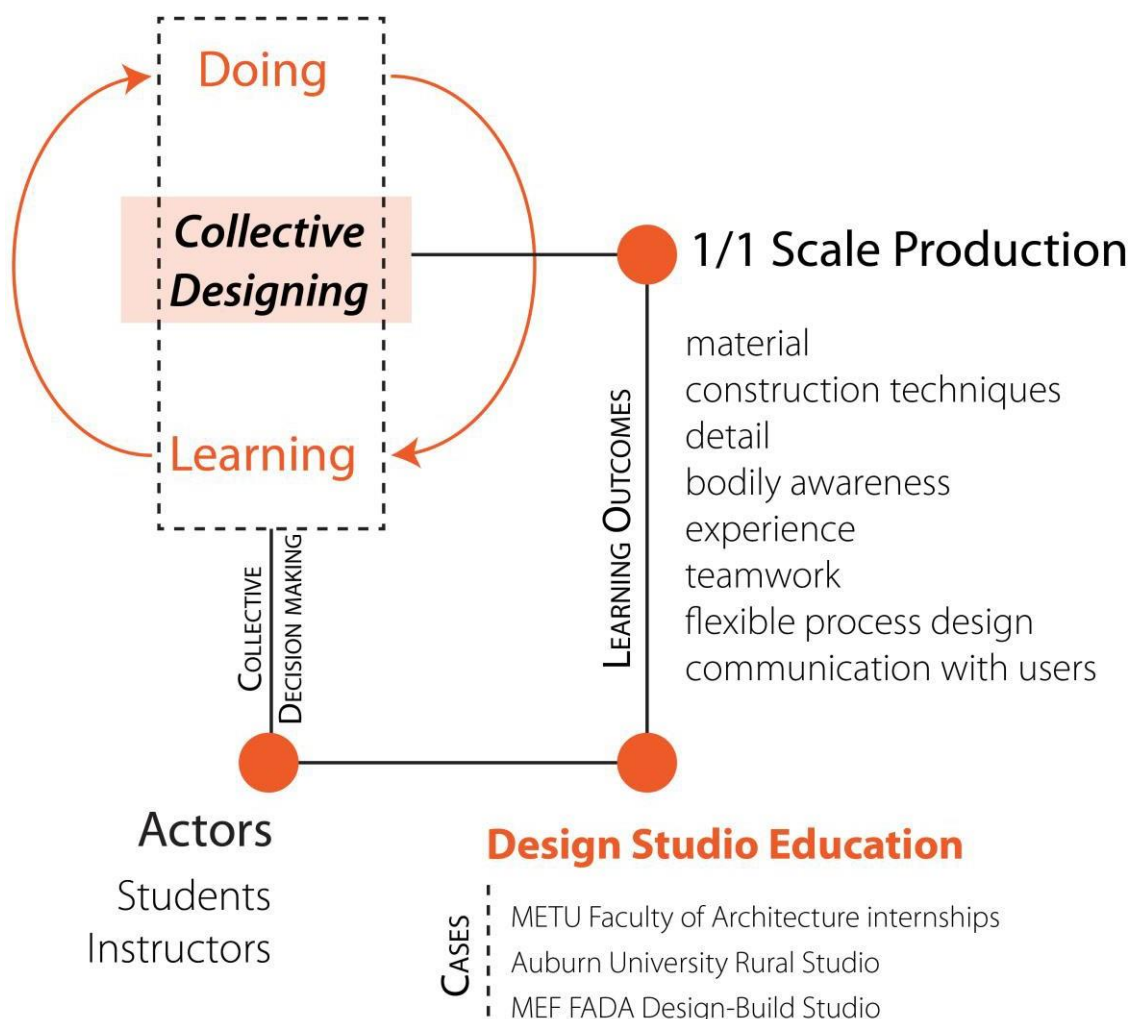 Doing
Collective
Designing
Learning
1/1 Scale Production
material
construction techniques
detail
bodily awareness
experience
teamwork
flexible process design
communication with users
LEARNING OUTCOMES
COLLECTIVE
DECISION MAKING
Actors
Students
Instructors
Design Studio Education
CASES
METU Faculty of Architecture internships
Auburn University Rural Studio
MEF FADA Design-Build Studio